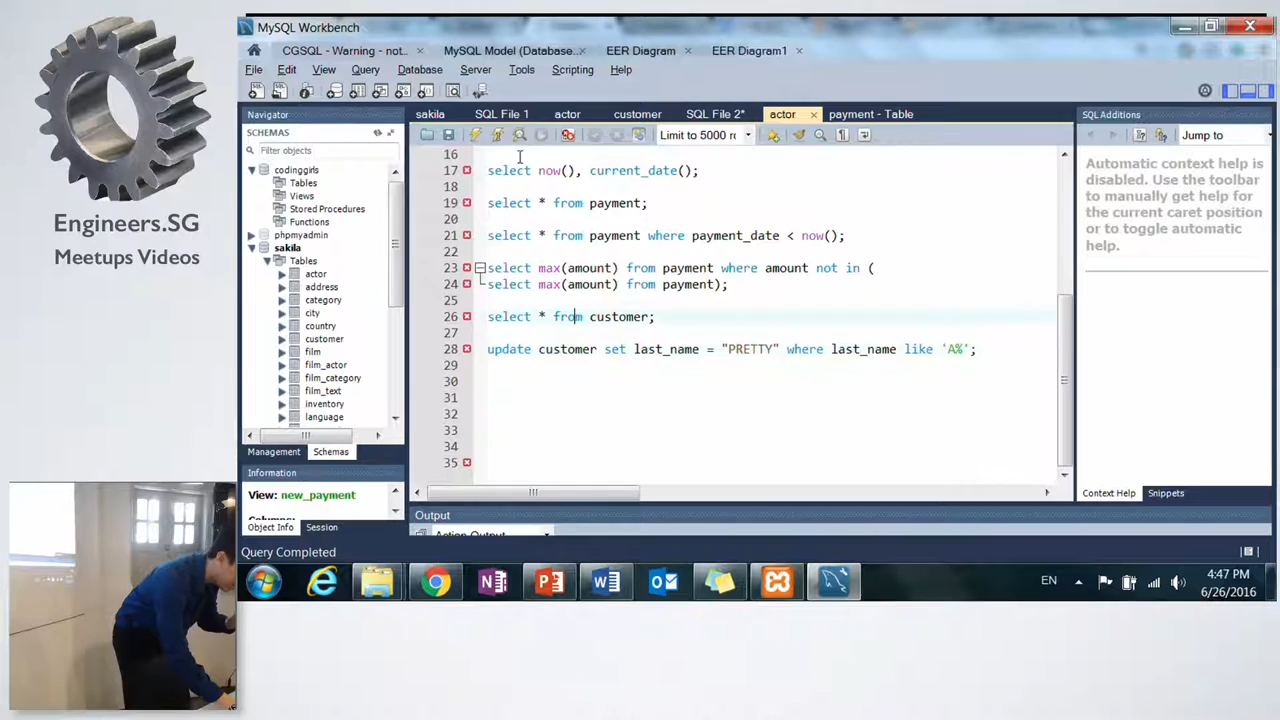 MySQL Workbench
CGSQL - Warning - not... × MySQL Model (Database... × EER Diagram × EER Diagram1 ×
File Edit View Query Database Server Tools Scripting Help
Navigator
SCHEMAS
Filter objects
codinggirls
Tables
Views
Stored Procedures
Functions
phpmyadmin
sakila
Tables
actor
address
category
city
country
customer
film
film_actor
film_category
film_text
inventory
language
Management Schemas
Information
View: new_payment
Object Info Session
Query Completed
sakila SQL File 1 actor customer SQL File 2* actor × payment - Table
Limit to 5000 rc
16
17 select now(), current_date();
18
19 select * from payment;
20
21 select * from payment where payment_date < now();
22
23 select max(amount) from payment where amount not in (
24 select max(amount) from payment);
25
26 select * from customer;
27
28 update customer set last_name = "PRETTY" where last_name like 'A%';
29
30
31
32
33
34
35
Output
SQL Additions
Jump to
Automatic context help is
disabled. Use the toolbar
to manually get help for
the current caret position
or to toggle automatic
help.
Context Help Snippets
EN
4:47 PM
6/26/2016
Engineers.SG
Meetups Videos